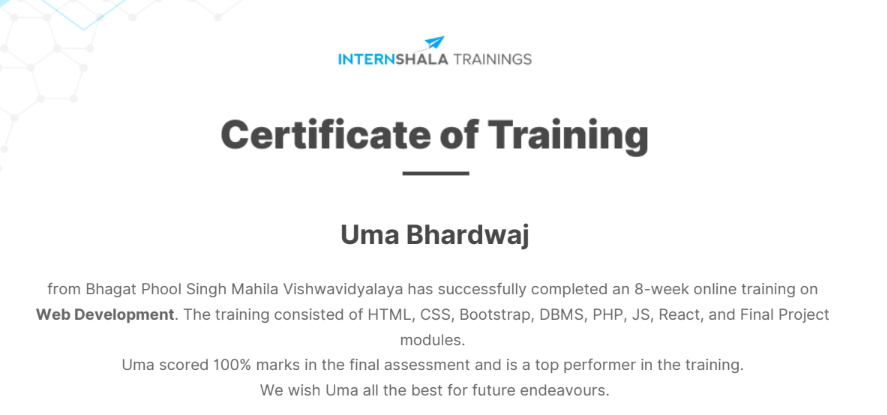 INTERNSHALA TRAININGS
Certificate of Training
Uma Bhardwaj
from Bhagat Phool Singh Mahila Vishwavidyalaya has successfully completed an 8-week online training on
Web Development. The training consisted of HTML, CSS, Bootstrap, DBMS, PHP, JS, React, and Final Project
modules.
Uma scored 100% marks in the final assessment and is a top performer in the training.
We wish Uma all the best for future endeavours.